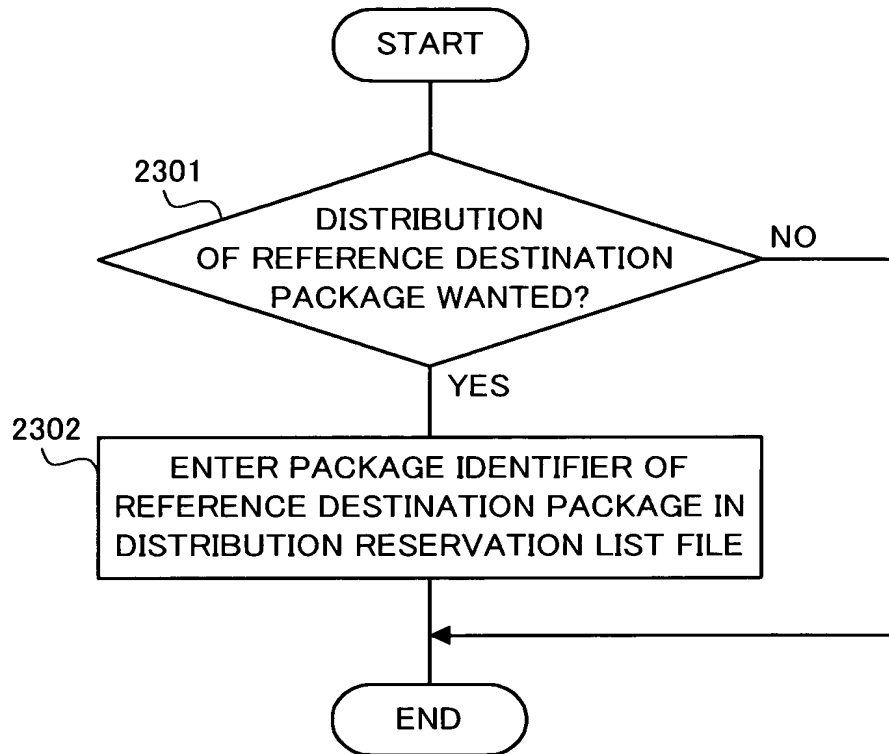 START
2301
DISTRIBUTION
OF REFERENCE DESTINATION
PACKAGE WANTED?
NO
YES
2302
ENTER PACKAGE IDENTIFIER OF
REFERENCE DESTINATION PACKAGE IN
DISTRIBUTION RESERVATION LIST FILE
END